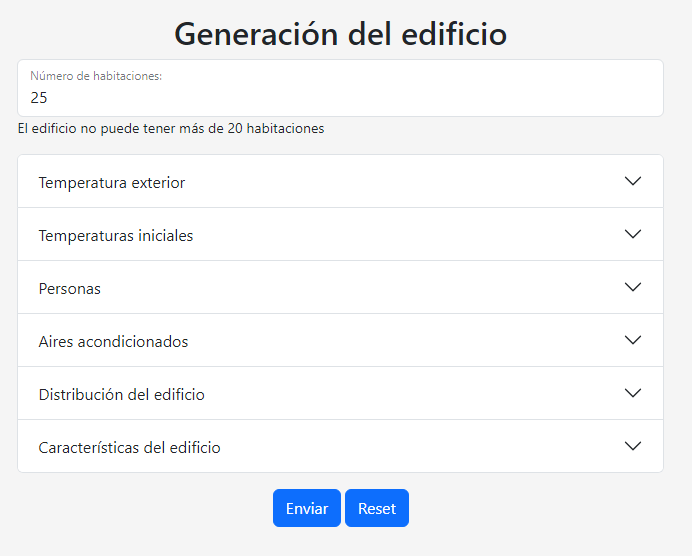 Generación del edificio
Número de habitaciones:
25
El edificio no puede tener más de 20 habitaciones
Temperatura exterior
Temperaturas iniciales
Personas
Aires acondicionados
Distribución del edificio
Características del edificio
Enviar Reset